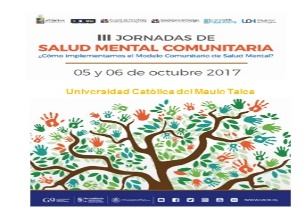 III JORNADAS DE
SALUD MENTAL COMUNITARIA
¿Cómo implementamos el Modelo Comunitario de Salud Mental?
05 y 06 de octubre 2017
Universidad Católica del Maule Talca